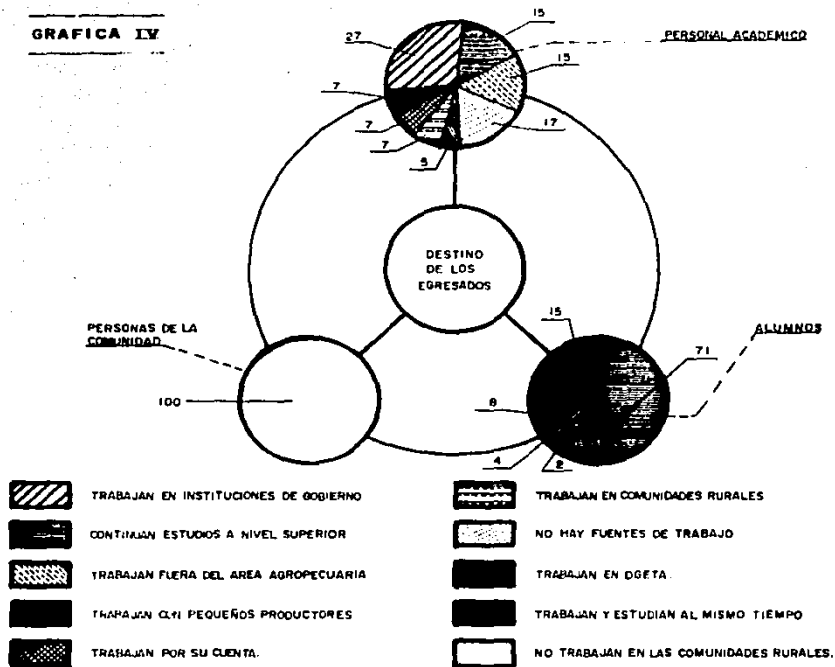 GRAFICA IV
15
27
PERSONAL ACADEMICO
15
7
17
7
7
5
DESTINO
DE LOS
EGRESADOS
PERSONAS DE LA
COMUNIDAD
15
ALUMNOS
71
100
8
4
2
TRABAJAN EN INSTITUCIONES DE GOBIERNO
CONTINUAN ESTUDIOS A NIVEL SUPERIOR
TRABAJAN FUERA DEL AREA AGROPECUARIA
TRABAJAN CON PEQUEÑOS PRODUCTORES
TRABAJAN POR SU CUENTA.
TRABAJAN EN COMUNIDADES RURALES
NO HAY FUENTES DE TRABAJO
TRABAJAN EN DGETA.
TRABAJAN Y ESTUDIAN AL MISMO TIEMPO
NO TRABAJAN EN LAS COMUNIDADES RURALES.